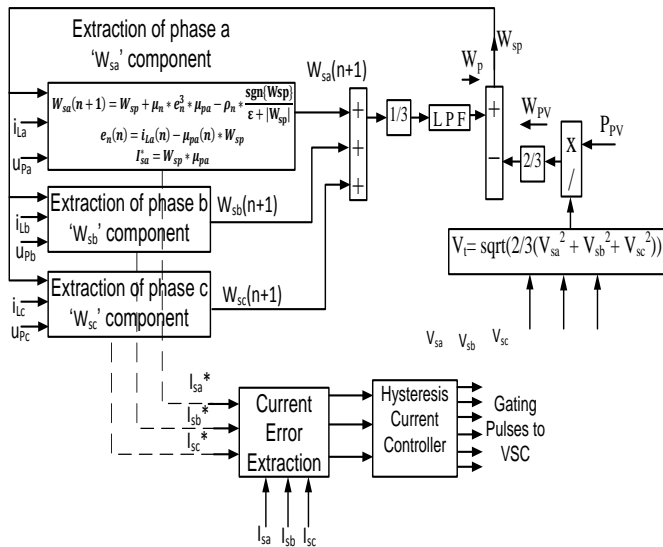 Extraction of phase a
‘Wsa’ component
Wsa(n+1)
Wsp
Wp
WPV
PPV
Wsa(n + 1) = Wsp + μn * en^3 * μpa − ρn * sgn{Wsp} / ε + |Wsp|
en(n) = iLa(n) − μpa(n) * Wsp
I*sa = Wsp * μpa
iLa
uPa
+
+
+
1/3
LPF
+
−
2/3
X
/
Extraction of phase b
‘Wsb’ component
Wsb(n+1)
iLb
uPb
Extraction of phase c
‘Wsc’ component
Wsc(n+1)
iLc
uPc
Vt= sqrt(2/3(Vsa^2 + Vsb^2 + Vsc^2))
Vsa Vsb Vsc
Isa*
Isb*
Isc*
Current
Error
Extraction
Hysteresis
Current
Controller
Gating
Pulses to
VSC
Isa Isb Isc